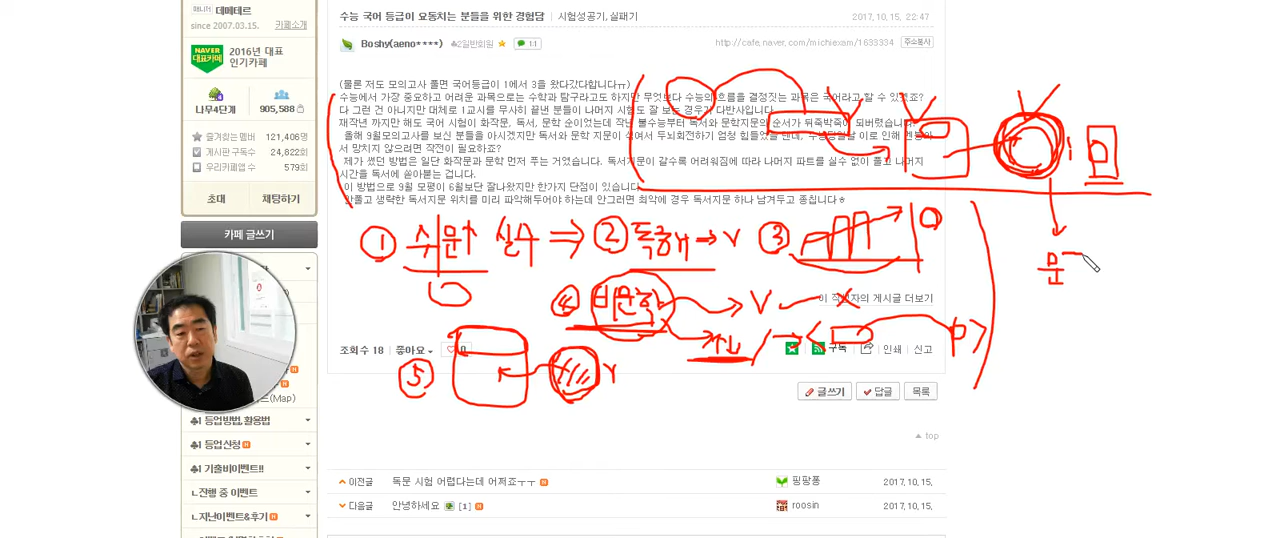 매니저 데메테르
since 2007.03.15. 카페소개
NAVER 대표카페
2016년 대표
인기카페
나무4단계
905,588
즐겨찾는 멤버 121,406명
게시판 구독수 24,822회
우리카페앱 수 579회
초대 채팅하기
카페 글쓰기
(Map)
등업방법,활용법
등업신청
기출비이벤트!!
ㄴ진행 중 이벤트
ㄴ지난이벤트&후기
수능 국어 등급이 요동치는 분들을 위한 경험담 | 시험성공기,실패기
2017.10.15. 22:47
Boshy(aeno****) 2일반회원 1:1
http://cafe.naver.com/michiexam/1633334 주소복사
(물론 저도 모의고사 풀면 국어등급이 1에서 3를 왔다갔다합니다ㅜ)
수능에서 가장 중요하고 어려운 과목으로는 수학과 탐구라고도 하지만 무엇보다 수능의 흐름을 결정짓는 과목은 국어라고 할 수 있겠죠?
다 그런 건 아니지만 대체로 1교시를 무사히 끝낸 분들이 나머지 시험도 잘 보는 경우가 다반사입니다
재작년 까지만 해도 국어 시험이 화작문, 독서, 문학 순이었는데 작년 불수능부터 독서와 문학지문의 순서가 뒤죽박죽이 되버렸습니다
올해 9월모의고사를 보신 분들을 아시겠지만 독서와 문학 지문이 섞여서 두뇌회전하기 엄청 힘들었을 텐데, 수능당일날 이로 인해 멘붕아
서 망치지 않으려면 작전이 필요하죠?
제가 썼던 방법은 일단 화작문과 문학 먼저 푸는 거였습니다. 독서지문이 갈수록 어려워짐에 따라 나머지 파트를 실수 없이 풀고 나머지
시간을 독서에 쏟아붙는 겁니다.
이 방법으로 9월 모평이 6월보단 잘나왔지만 한가지 단점이 있습니다
안풀고 생략한 독서지문 위치를 미리 파악해두어야 하는데 안그러면 최악에 경우 독서지문 하나 남겨두고 종칩니다ㅎ
①
실수 ⇒ ②
③
④ 비문학
⑤
문
이 작성자의 게시글 더보기
조회수 18 | 좋아요 0
구독 인쇄 | 신고
글쓰기 답글 목록
▲ top
이전글 독문 시험 어렵다는데 어쩌죠ㅜㅜ 핑팡퐁 2017.10.15.
다음글 안녕하세요 [1] roosin 2017.10.15.